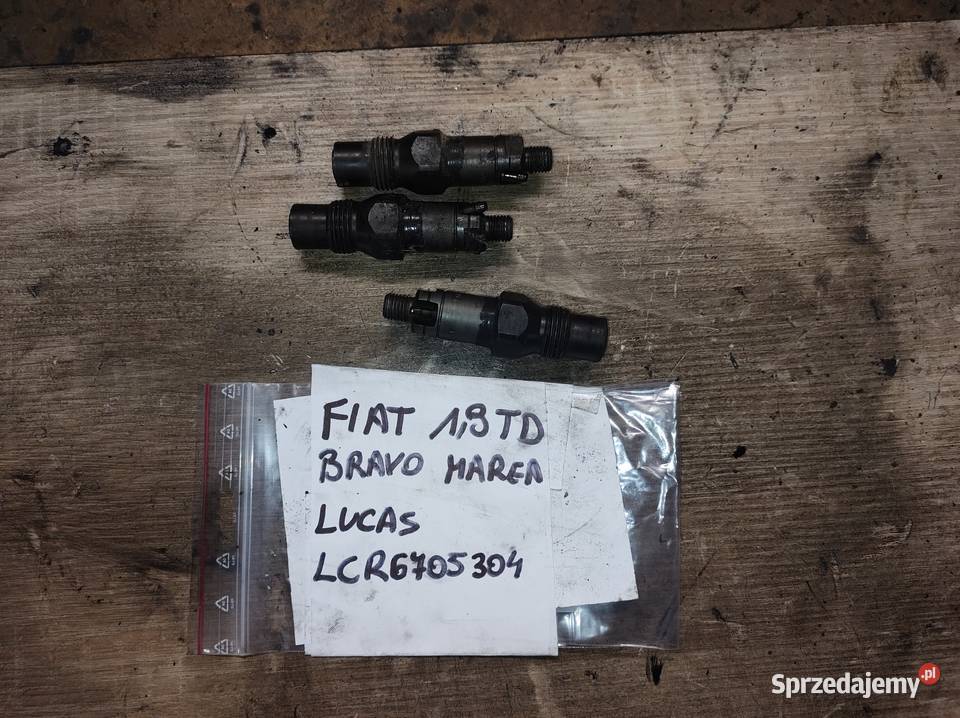 FIAT 1,9TD
BRAVO MAREA
LUCAS
LCR6705304
Sprzedajemy.pl